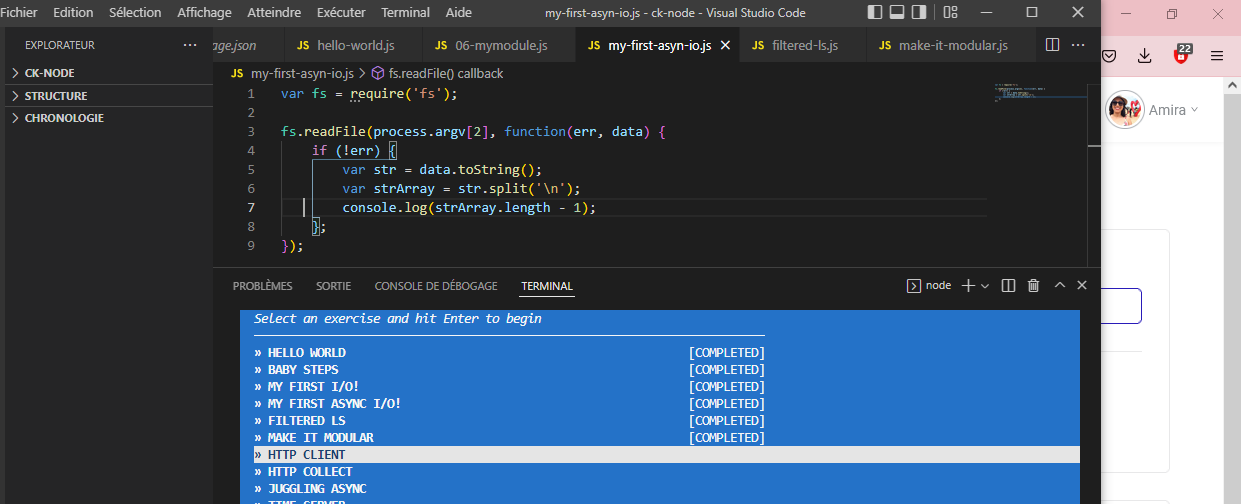 Fichier Edition Sélection Affichage Atteindre Exécuter Terminal Aide my-first-asyn-io.js - ck-node - Visual Studio Code
EXPLORATEUR ···
age.json JS hello-world.js JS 06-mymodule.js JS my-first-asyn-io.js JS filtered-ls.js JS make-it-modular.js ···
22
CK-NODE
STRUCTURE
CHRONOLOGIE
JS my-first-asyn-io.js > fs.readFile() callback
1 var fs = require('fs');
2
3 fs.readFile(process.argv[2], function(err, data) {
4 if (!err) {
5 var str = data.toString();
6 var strArray = str.split('\n');
7 console.log(strArray.length - 1);
8 };
9 });
Amira
PROBLÈMES SORTIE CONSOLE DE DÉBOGAGE TERMINAL node
Select an exercise and hit Enter to begin
» HELLO WORLD [COMPLETED]
» BABY STEPS [COMPLETED]
» MY FIRST I/O! [COMPLETED]
» MY FIRST ASYNC I/O! [COMPLETED]
» FILTERED LS [COMPLETED]
» MAKE IT MODULAR [COMPLETED]
» HTTP CLIENT
» HTTP COLLECT
» JUGGLING ASYNC
» TIME SERVER